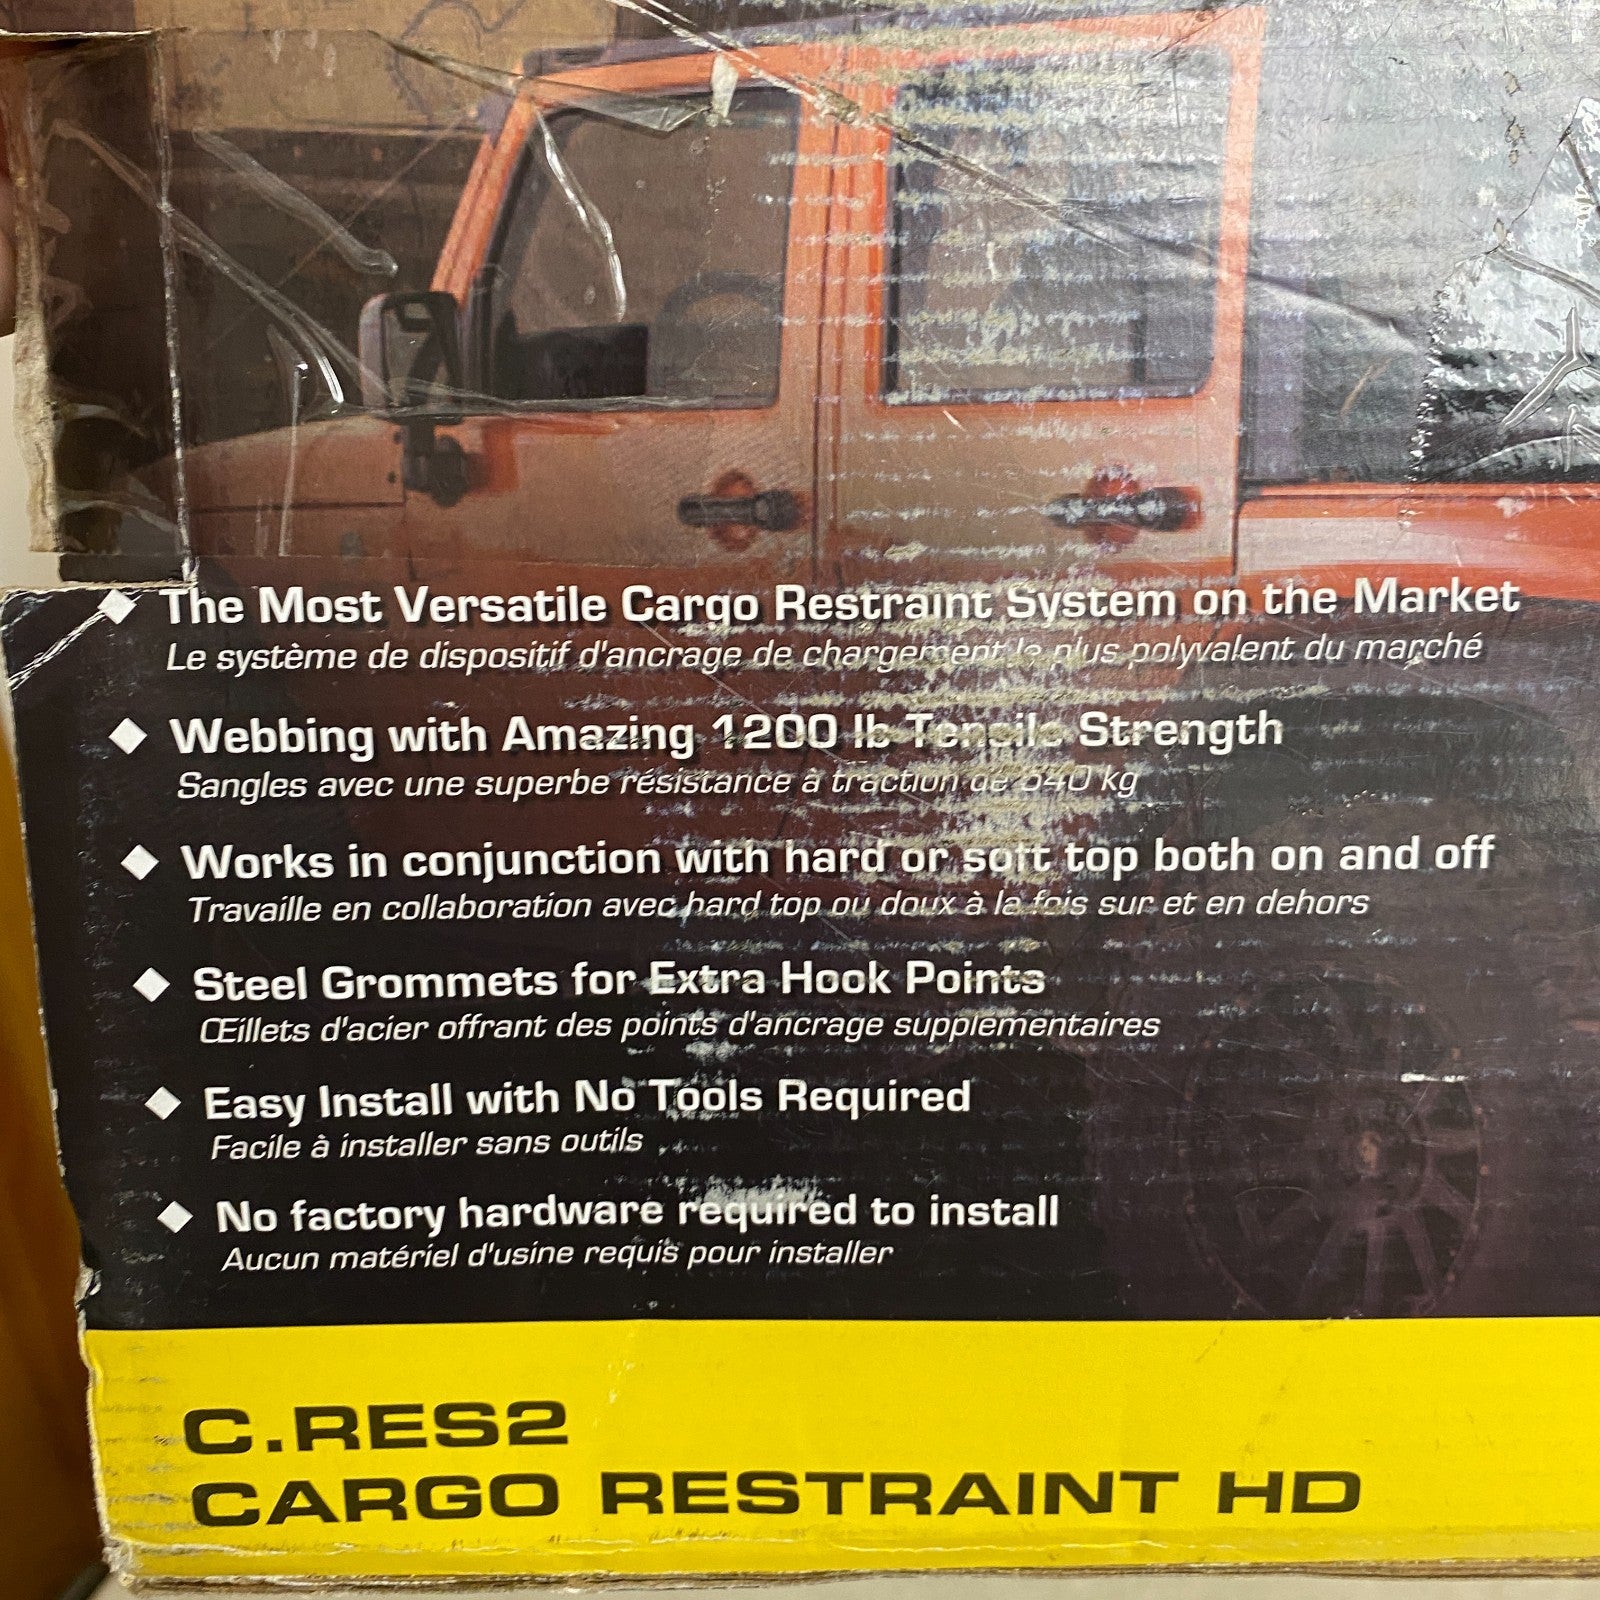 The Most Versatile Cargo Restraint System on the Market
Le système de dispositif d'ancrage de chargement le plus polyvalent du marché
Webbing with Amazing 1200 lb Tensile Strength
Sangles avec une superbe résistance à traction de 540 kg
Works in conjunction with hard or soft top both on and off
Travaille en collaboration avec hard top ou doux à la fois sur et en dehors
Steel Grommets for Extra Hook Points
Œillets d'acier offrant des points d'ancrage supplémentaires
Easy Install with No Tools Required
Facile à installer sans outils
No factory hardware required to install
Aucun matériel d'usine requis pour installer
C.RES2
CARGO RESTRAINT HD